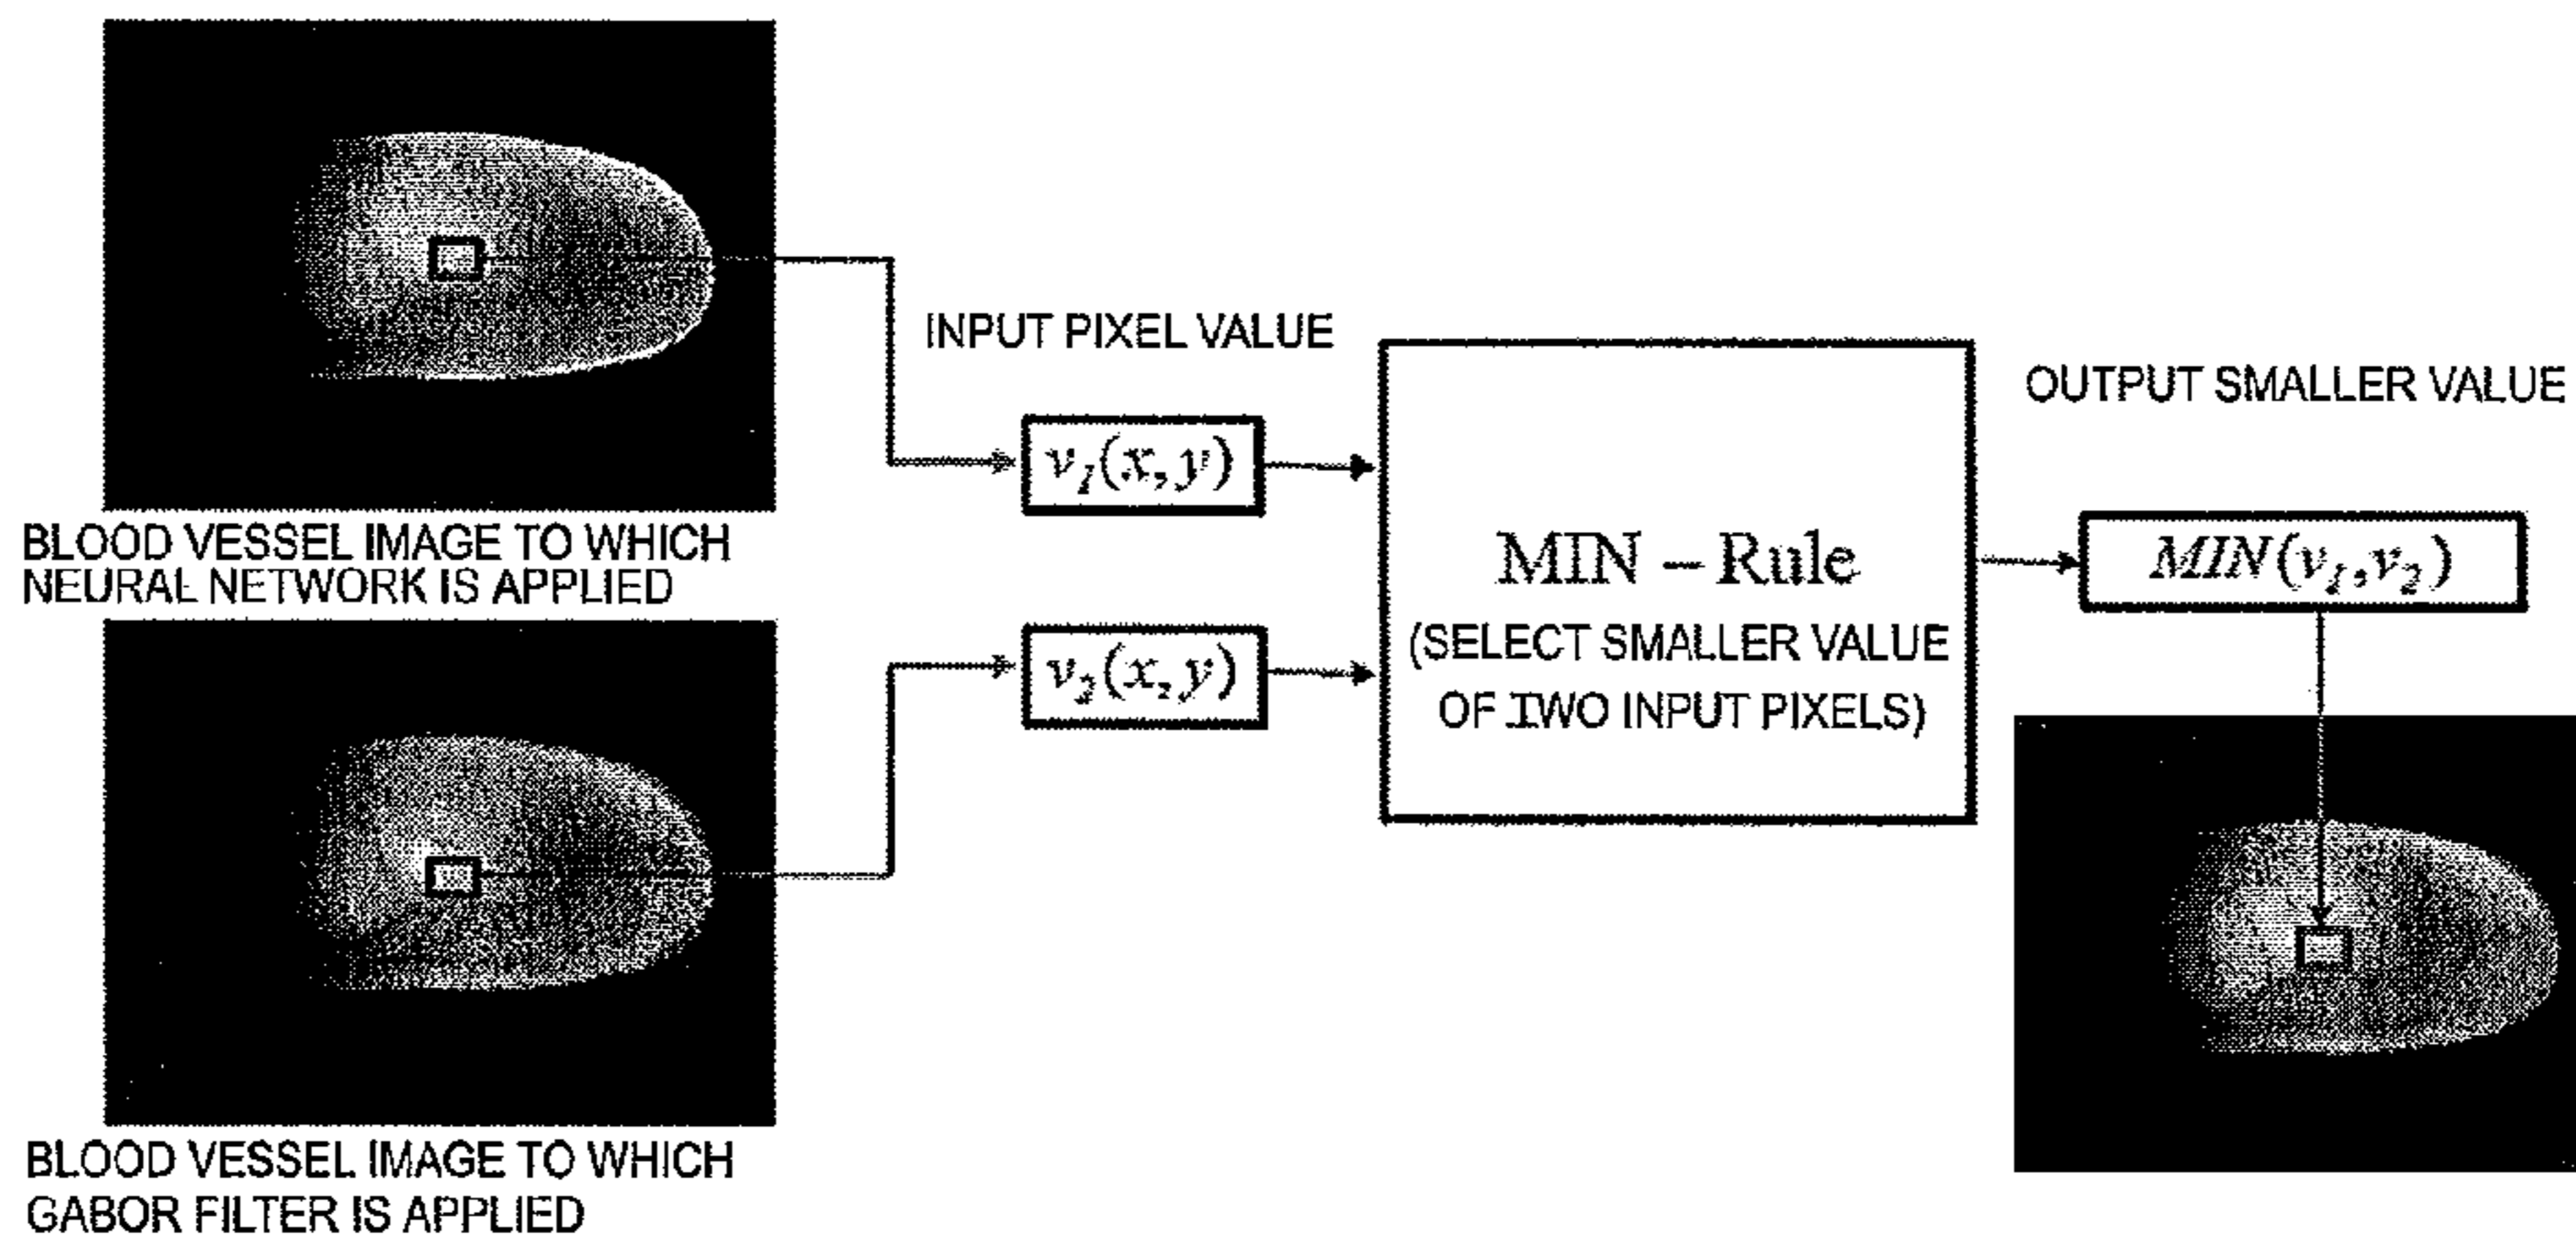 BLOOD VESSEL IMAGE TO WHICH
NEURAL NETWORK IS APPLIED
BLOOD VESSEL IMAGE TO WHICH
GABOR FILTER IS APPLIED
INPUT PIXEL VALUE
v₁(x,y)
v₂(x,y)
MIN – Rule
(SELECT SMALLER VALUE
OF TWO INPUT PIXELS)
OUTPUT SMALLER VALUE
MIN(v₁,v₂)